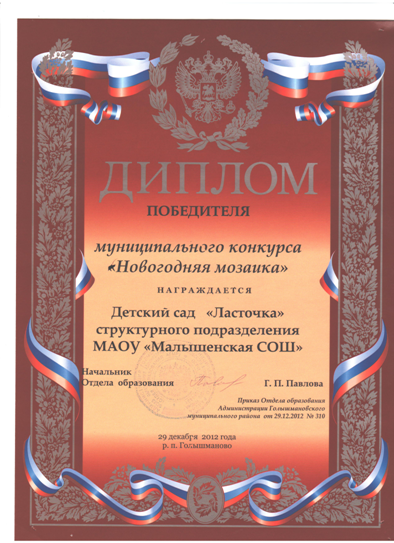 ДИПЛОМ
ПОБЕДИТЕЛЯ
муниципального конкурса
«Новогодняя мозаика»
НАГРАЖДАЕТСЯ
Детский сад «Ласточка»
структурного подразделения
МАОУ «Малышенская СОШ»
Начальник
Отдела образования Г. П. Павлова
Приказ Отдела образования
Администрации Голышмановского
муниципального района от 29.12.2012 № 310
29 декабря 2012 года
р. п. Голышманово